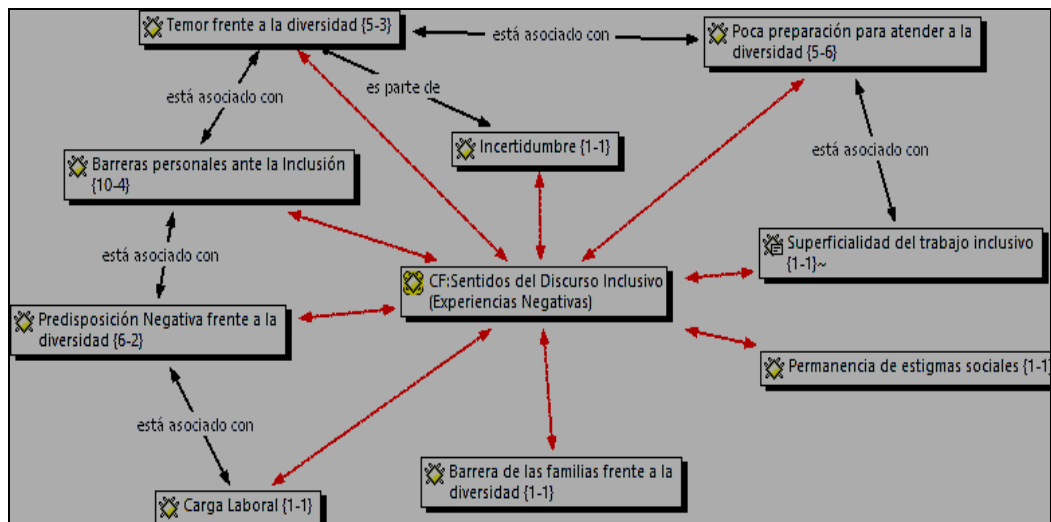 Temor frente a la diversidad {5-3}
está asociado con
Poca preparación para atender a la
diversidad {5-6}
está asociado con
es parte de
Incertidumbre {1-1}
está asociado con
Barreras personales ante la Inclusión
{10-4}
Superficialidad del trabajo inclusivo
{1-1}~
está asociado con
CF:Sentidos del Discurso Inclusivo
(Experiencias Negativas)
Predisposición Negativa frente a la
diversidad {6-2}
Permanencia de estigmas sociales {1-1}
está asociado con
Barrera de las familias frente a la
diversidad {1-1}
Carga Laboral {1-1}